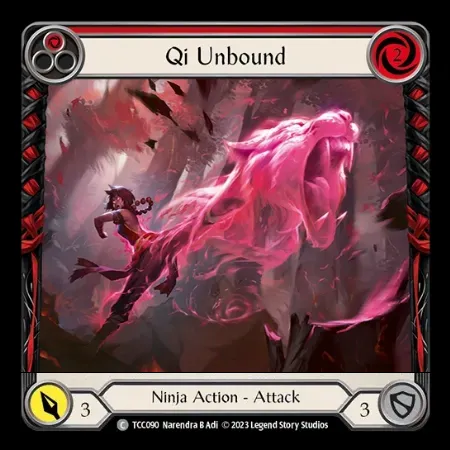 Qi Unbound
2
Ninja Action - Attack
3
3
C TCC090 Narendra B Adi © 2023 Legend Story Studios